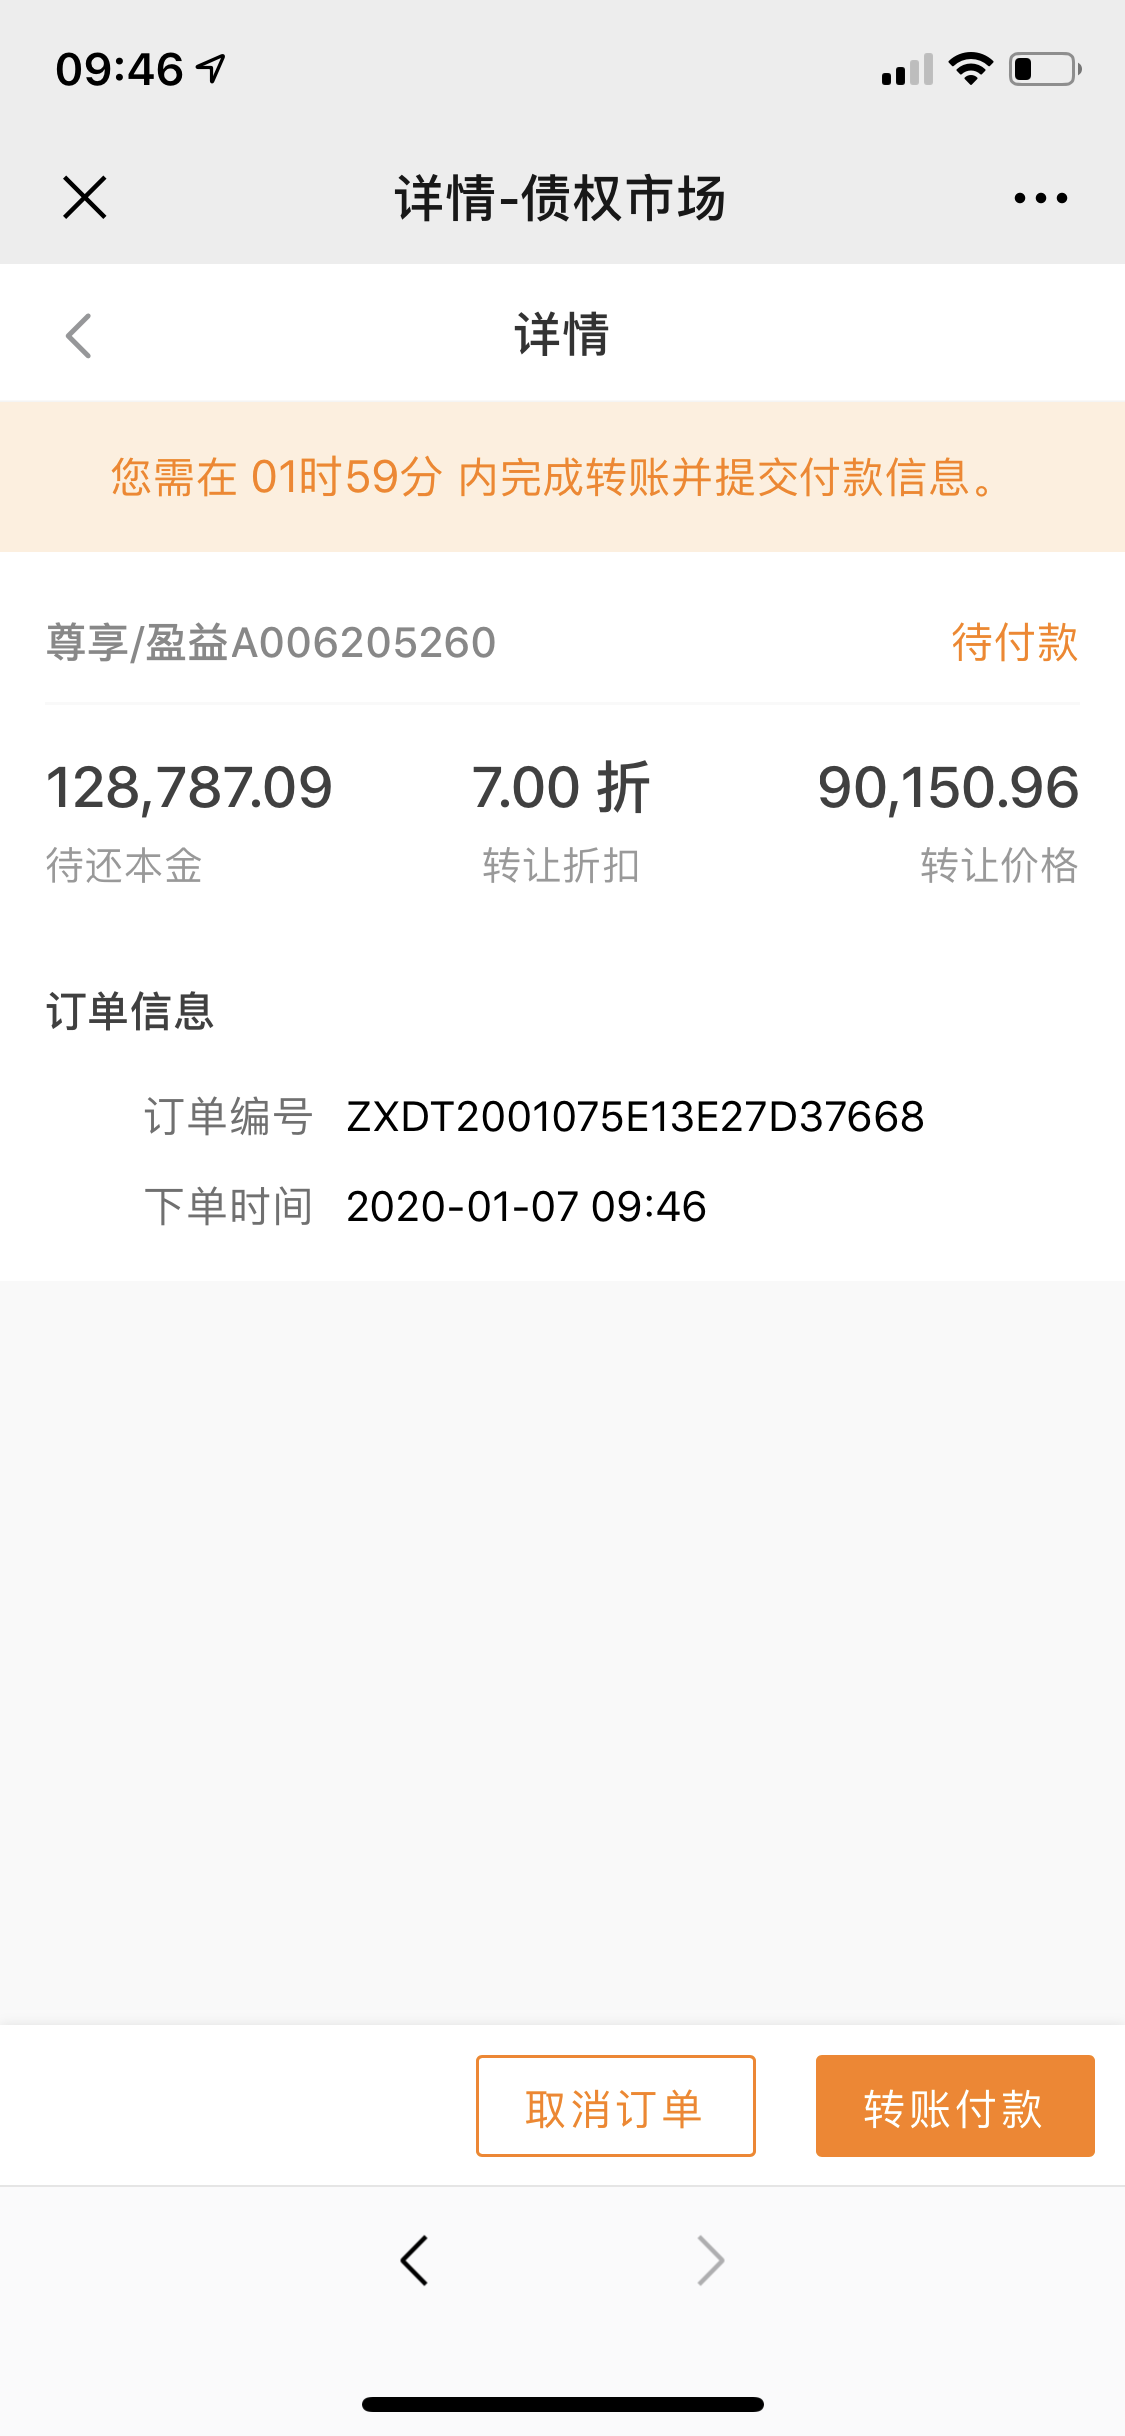 09:46
详情-债权市场
详情
您需在 01时59分 内完成转账并提交付款信息。
尊享/盈益A006205260 待付款
128,787.09 7.00 折 90,150.96
待还本金 转让折扣 转让价格
订单信息
订单编号 ZXDT2001075E13E27D37668
下单时间 2020-01-07 09:46
取消订单 转账付款